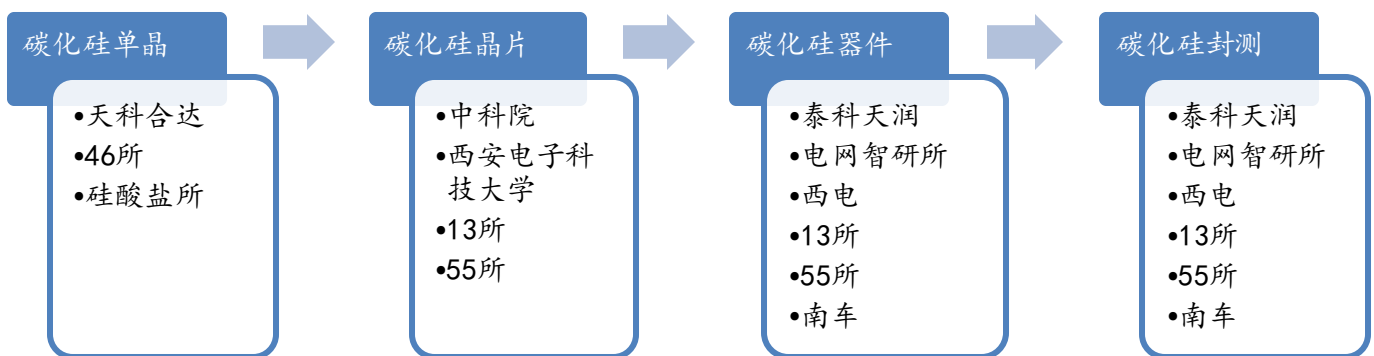 碳化硅单晶
•天科合达
•46所
•硅酸盐所
碳化硅晶片
•中科院
•西安电子科
技大学
•13所
•55所
碳化硅器件
•泰科天润
•电网智研所
•西电
•13所
•55所
•南车
碳化硅封测
•泰科天润
•电网智研所
•西电
•13所
•55所
•南车